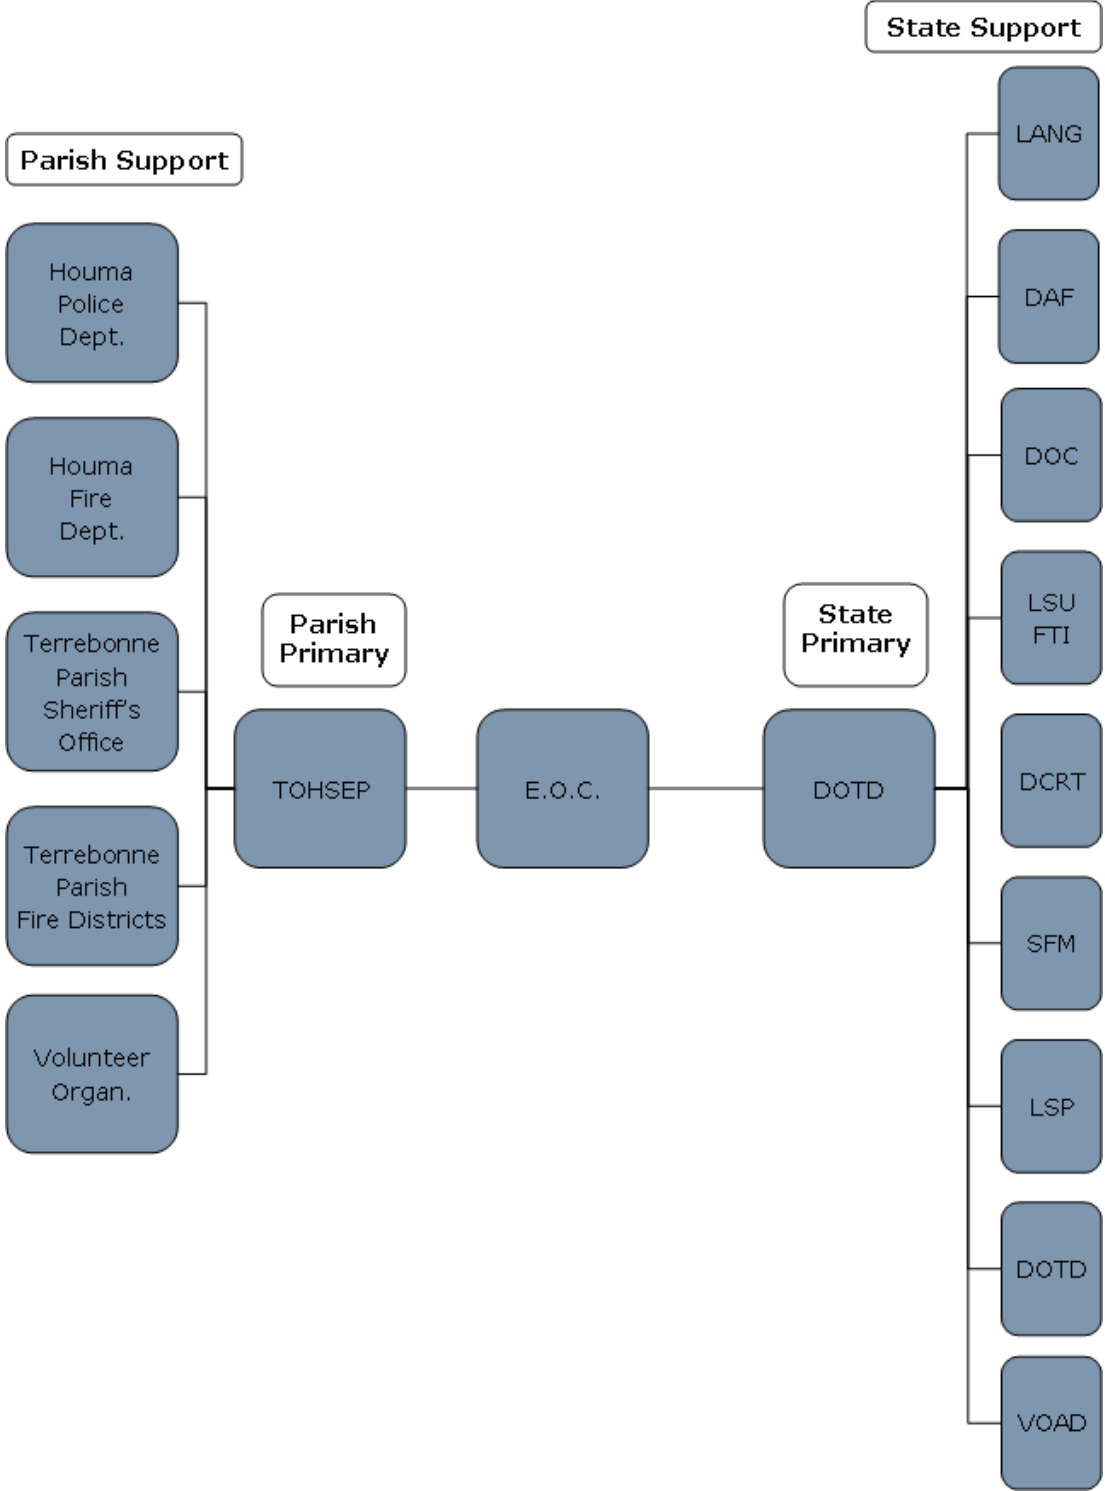 State Support
LANG
DAF
DOC
LSU
FTI
DCRT
SFM
LSP
DOTD
VOAD
Parish Support
Houma
Police
Dept.
Houma
Fire
Dept.
Terrebonne
Parish
Sheriff's
Office
Terrebonne
Parish
Fire Districts
Volunteer
Organ.
Parish
Primary
TOHSEP
E.O.C.
State
Primary
DOTD